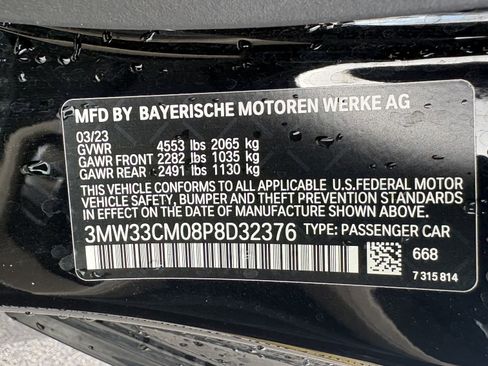 MFD BY BAYERISCHE MOTOREN WERKE AG
03/23
GVWR 4553 lbs 2065 kg
GAWR FRONT 2282 lbs 1035 kg
GAWR REAR 2491 lbs 1130 kg
THIS VEHICLE CONFORMS TO ALL APPLICABLE U.S.FEDERAL MOTOR
VEHICLE SAFETY, BUMPER AND THEFT PREVENTION STANDARDS
IN EFFECT ON THE DATE OF MANUFACTURE SHOWN ABOVE.
3MW33CM08P8D32376 TYPE: PASSENGER CAR
668
7 315 814